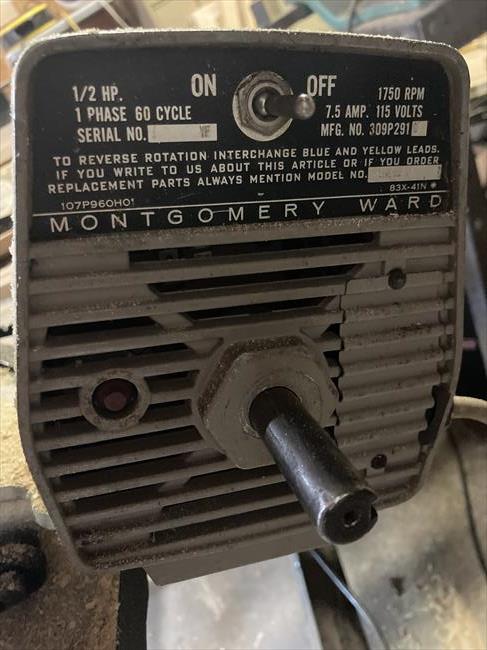 1/2 HP.
ON
OFF
1750 RPM
1 PHASE 60 CYCLE
7.5 AMP. 115 VOLTS
SERIAL NO.
MFG. NO. 309P291
TO REVERSE ROTATION INTERCHANGE BLUE AND YELLOW LEADS.
IF YOU WRITE TO US ABOUT THIS ARTICLE OR IF YOU ORDER
REPLACEMENT PARTS ALWAYS MENTION MODEL NO.
107P960H01
83X-41N *
MONTGOMERY WARD